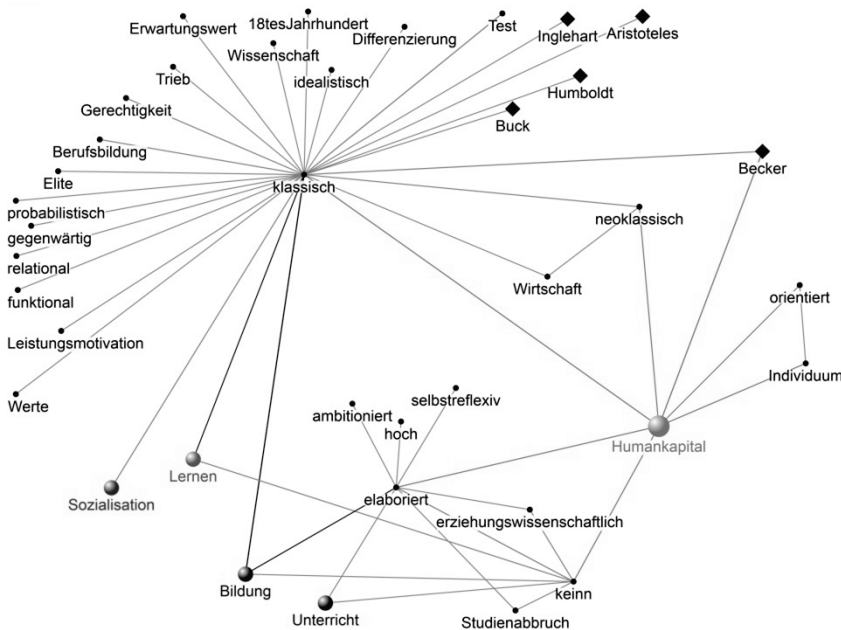 Erwartungswert
18tesJahrhundert
Differenzierung
Test
Inglehart
Aristoteles
Wissenschaft
Trieb
idealistisch
Humboldt
Gerechtigkeit
Buck
Berufsbildung
Becker
Elite
klassisch
probabilistisch
neoklassisch
gegenwärtig
relational
Wirtschaft
orientiert
funktional
Leistungsmotivation
Individuum
Werte
selbstreflexiv
ambitioniert
hoch
Humankapital
Lernen
Sozialisation
elaboriert
erziehungswissenschaftlich
Bildung
keinn
Unterricht
Studienabbruch